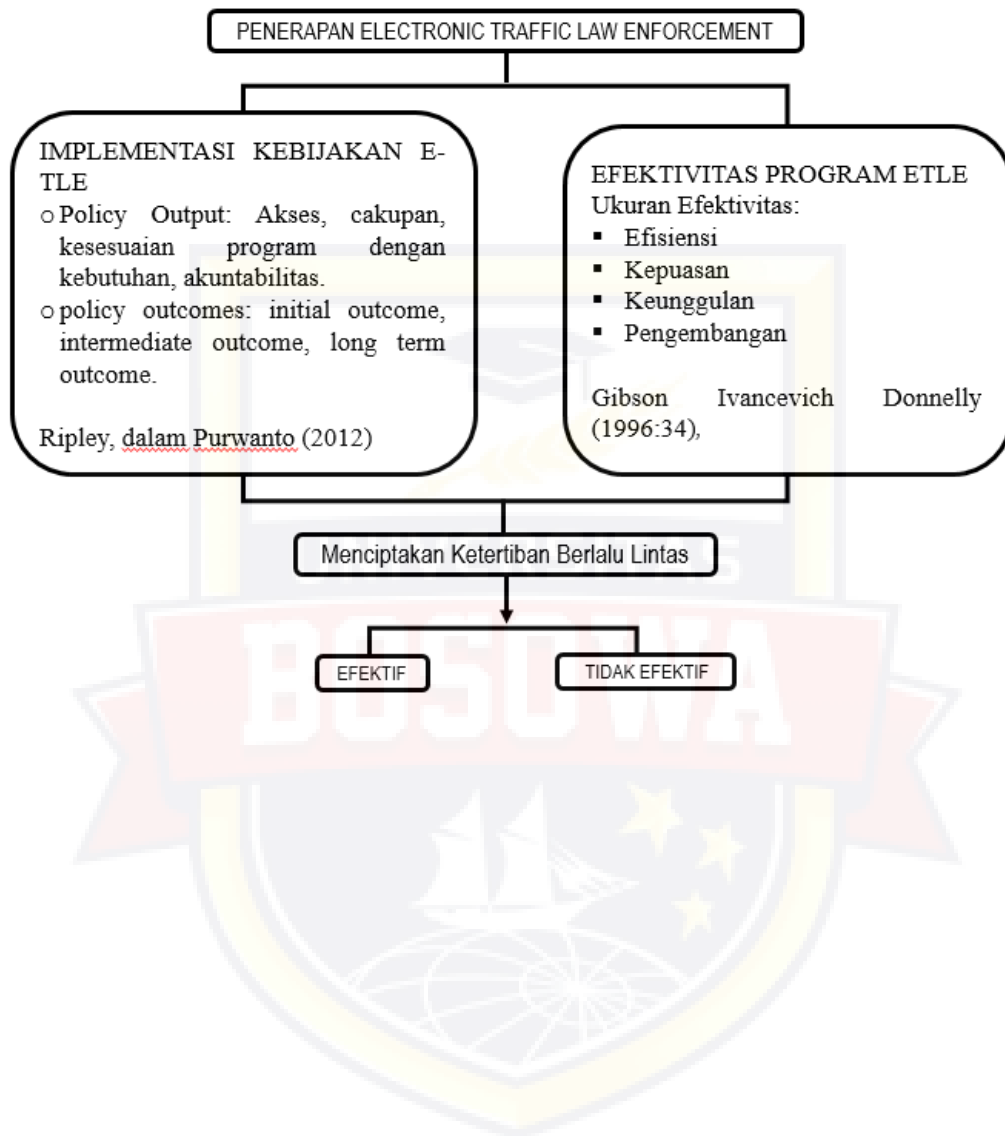 PENERAPAN ELECTRONIC TRAFFIC LAW ENFORCEMENT
IMPLEMENTASI KEBIJAKAN E-
TLE
o Policy Output: Akses, cakupan,
kesesuaian program dengan
kebutuhan, akuntabilitas.
o policy outcomes: initial outcome,
intermediate outcome, long term
outcome.
Ripley, dalam Purwanto (2012)
EFEKTIVITAS PROGRAM ETLE
Ukuran Efektivitas:
▪ Efisiensi
▪ Kepuasan
▪ Keunggulan
▪ Pengembangan
Gibson Ivancevich Donnelly
(1996:34),
Menciptakan Ketertiban Berlalu Lintas
EFEKTIF
TIDAK EFEKTIF
BOSOWA